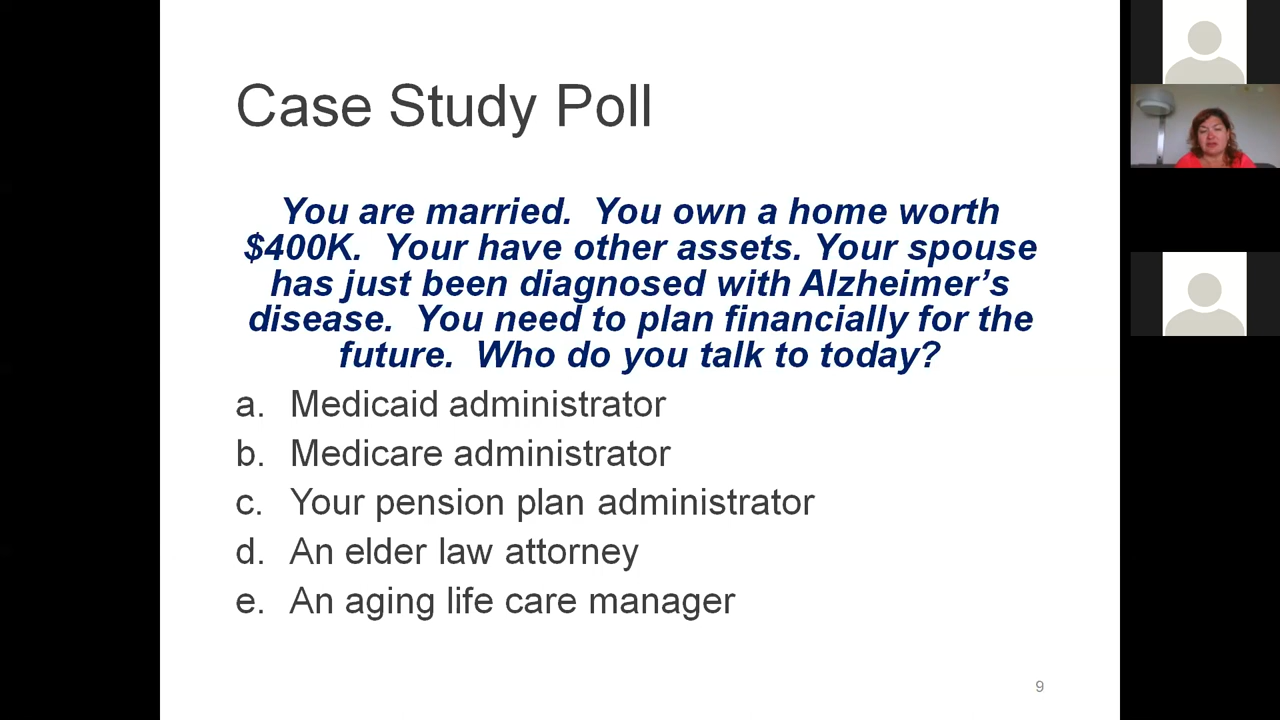 Case Study Poll
You are married. You own a home worth
$400K. Your have other assets. Your spouse
has just been diagnosed with Alzheimer’s
disease. You need to plan financially for the
future. Who do you talk to today?
a. Medicaid administrator
b. Medicare administrator
c. Your pension plan administrator
d. An elder law attorney
e. An aging life care manager
9